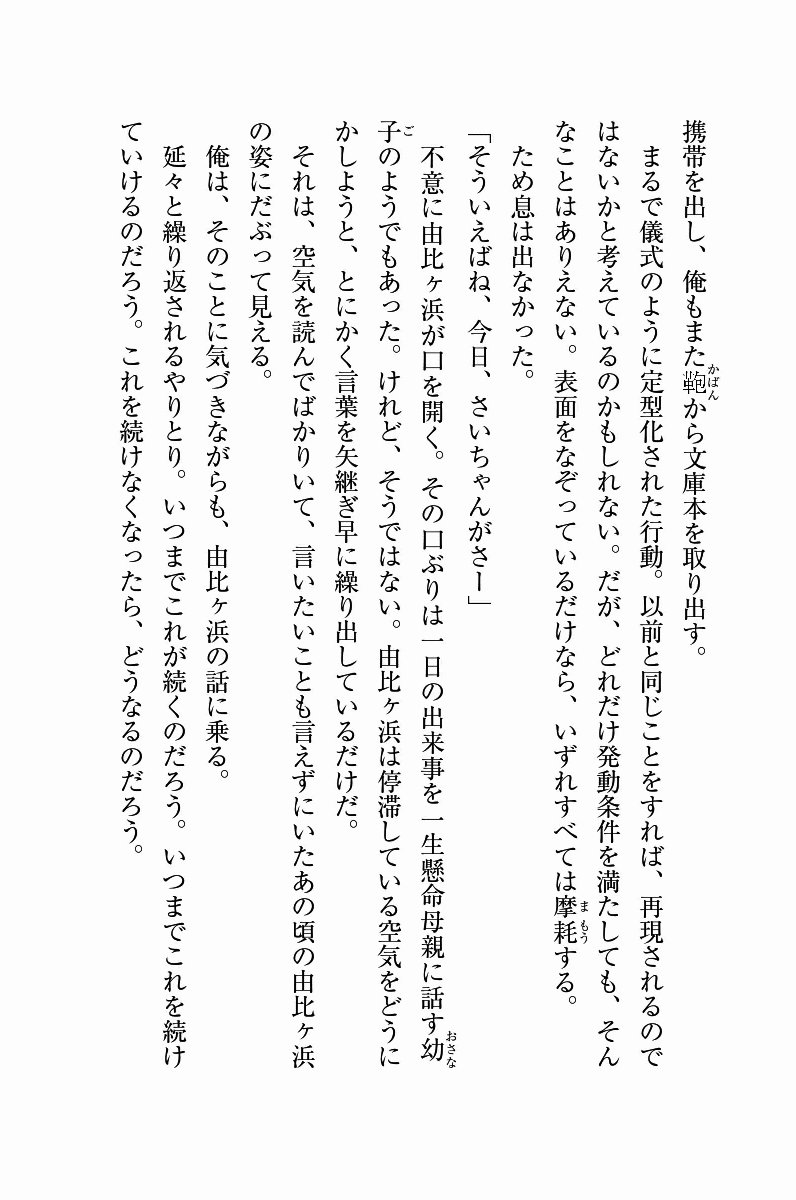 携帯を出し、俺もまた鞄から文庫本を取り出す。
まるで儀式のように定型化された行動。以前と同じことをすれば、再現されるので
はないかと考えているのかもしれない。だが、どれだけ発動条件を満たしても、そん
なことはありえない。表面をなぞっているだけなら、いずれすべては摩耗する。
ため息は出なかった。
「そういえばね、今日、さいちゃんがさー」
不意に由比ヶ浜が口を開く。その口ぶりは一日の出来事を一生懸命母親に話す幼
子のようでもあった。けれど、そうではない。由比ヶ浜は停滞している空気をどうに
かしようと、とにかく言葉を矢継ぎ早に繰り出しているだけだ。
それは、空気を読んでばかりいて、言いたいことも言えずにいたあの頃の由比ヶ浜
の姿にだぶって見える。
俺は、そのことに気づきながらも、由比ヶ浜の話に乗る。
延々と繰り返されるやりとり。いつまでこれが続くのだろう。いつまでこれを続け
ていけるのだろう。これを続けなくなったら、どうなるのだろう。
かばん
ま もう
おさな
ご